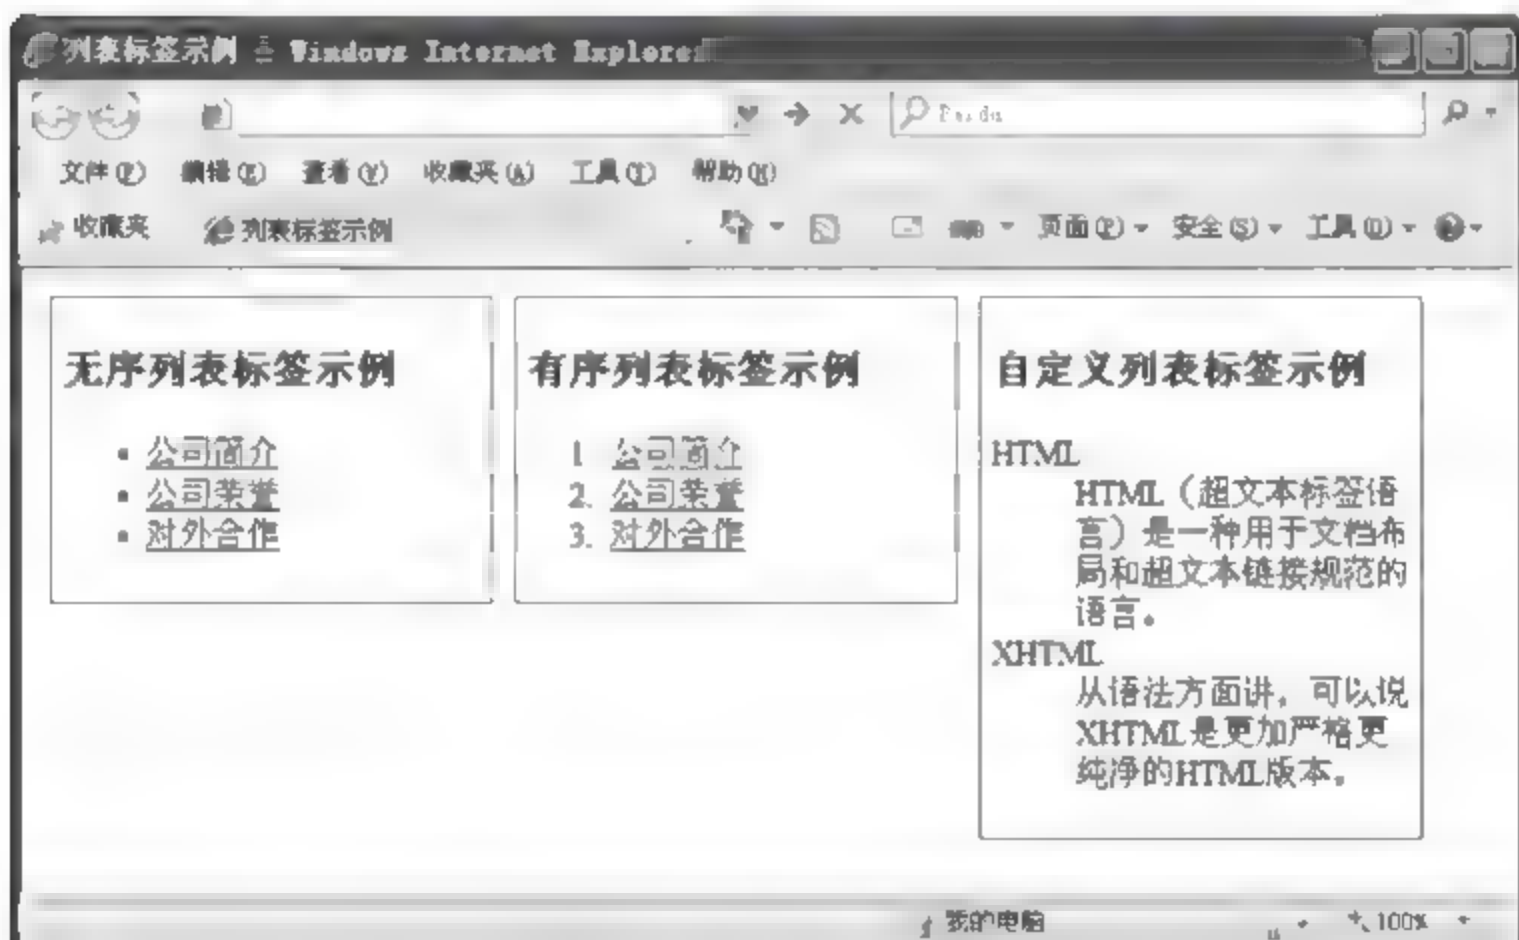 列表标签示例 - Windows Internet Explorer
Baidu
文件(F) 编辑(E) 查看(V) 收藏夹(A) 工具(T) 帮助(H)
收藏夹 列表标签示例 页面(P) 安全(S) 工具(O)
无序列表标签示例
• 公司简介
• 公司荣誉
• 对外合作
有序列表标签示例
1. 公司简介
2. 公司荣誉
3. 对外合作
自定义列表标签示例
HTML
HTML（超文本标签语
言）是一种用于文档布
局和超文本链接规范的
语言。
XHTML
从语法方面讲，可以说
XHTML是更加严格更
纯净的HTML版本。
我的电脑 100%